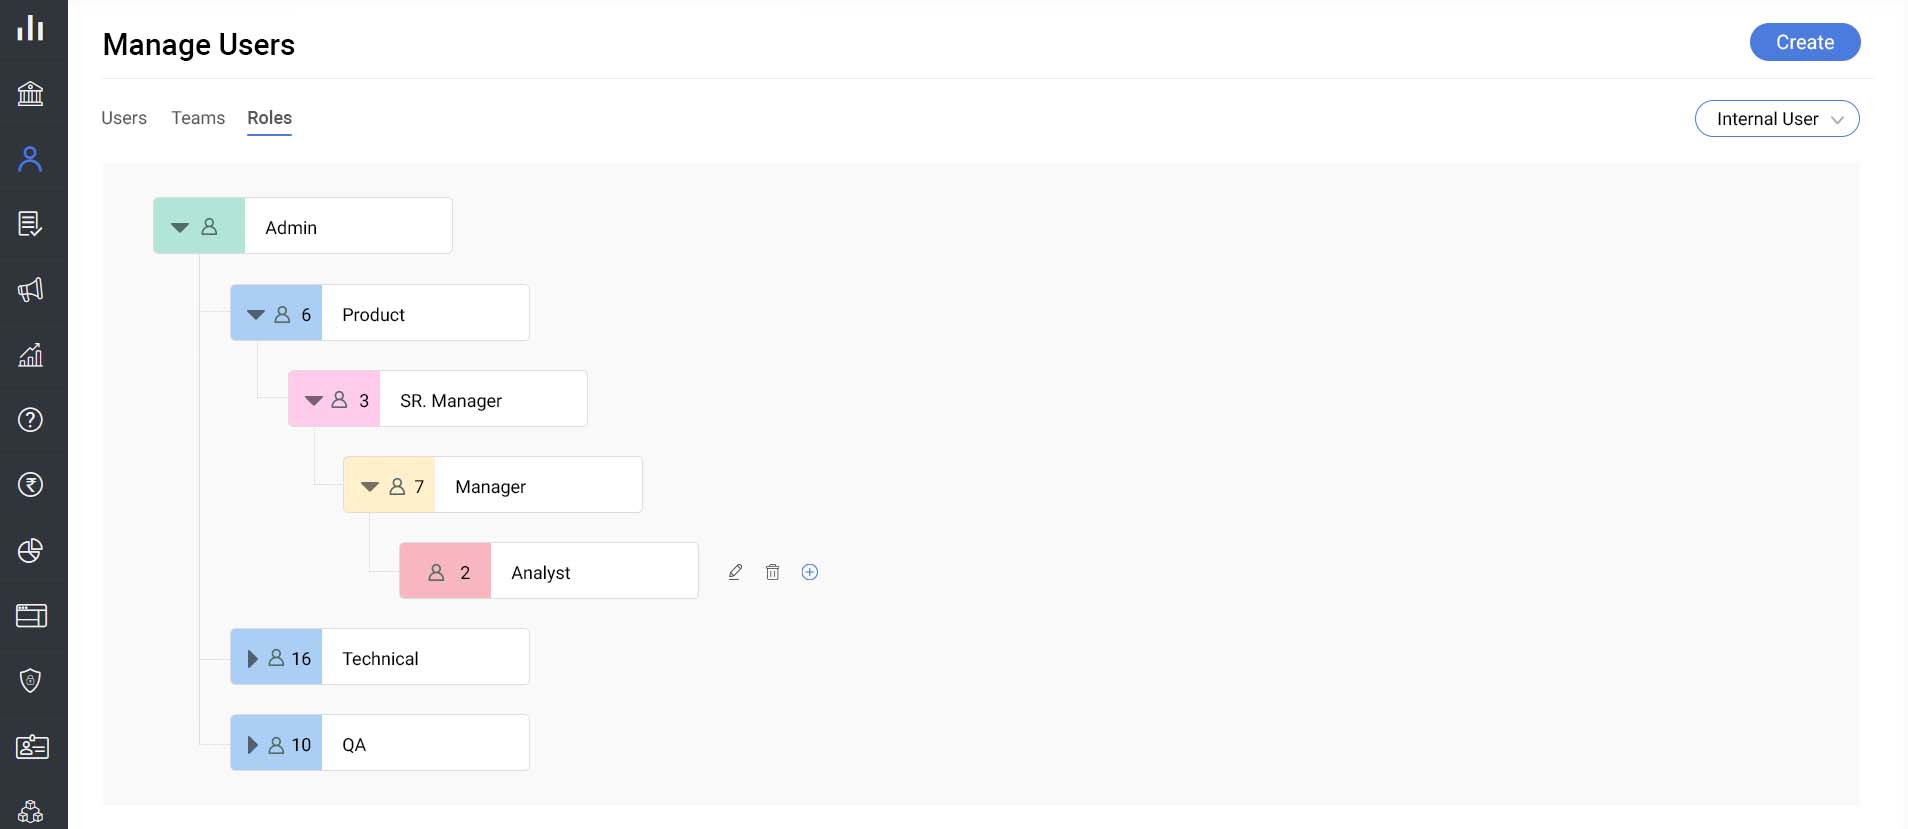 Manage Users
Create
Users Teams Roles
Internal User
Admin
6 Product
3 SR. Manager
7 Manager
2 Analyst
16 Technical
10 QA